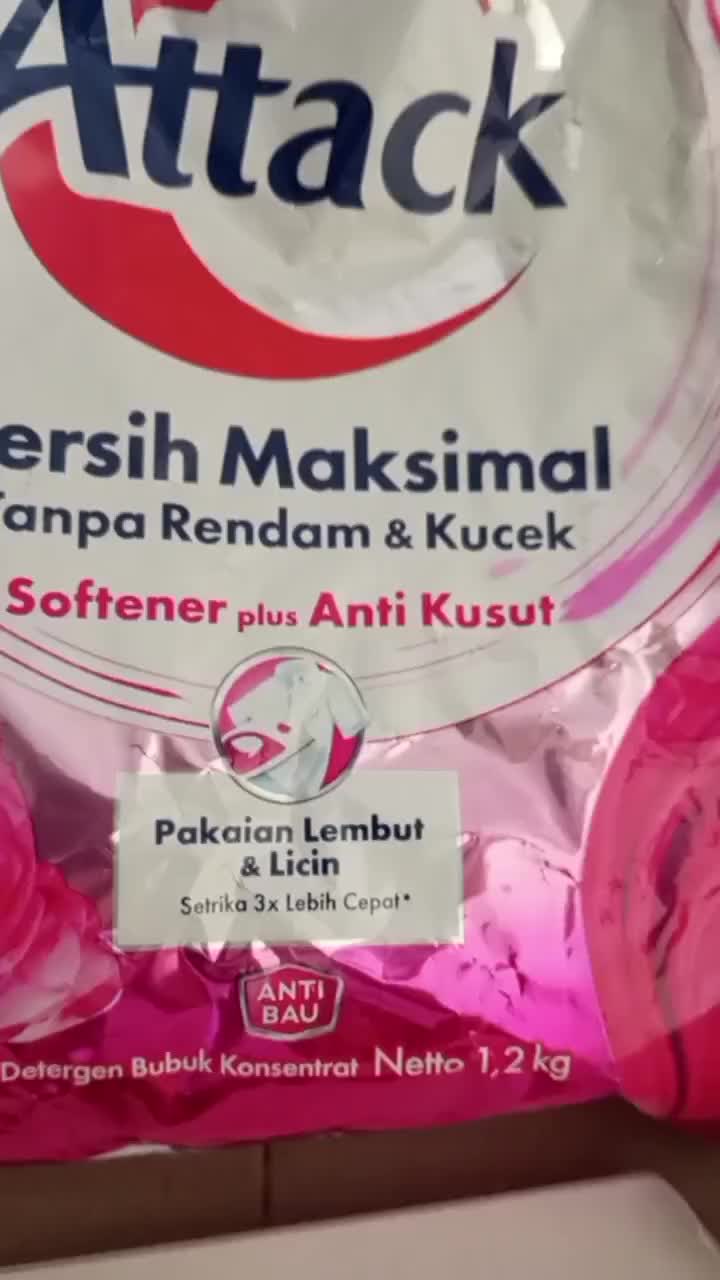 Attack
ersih Maksimal
anpa Rendam & Kucek
Softener plus Anti Kusut
Pakaian Lembut
& Licin
Setrika 3x Lebih Cepat*
ANTI
BAU
Detergen Bubuk Konsentrat Netto 1,2 kg